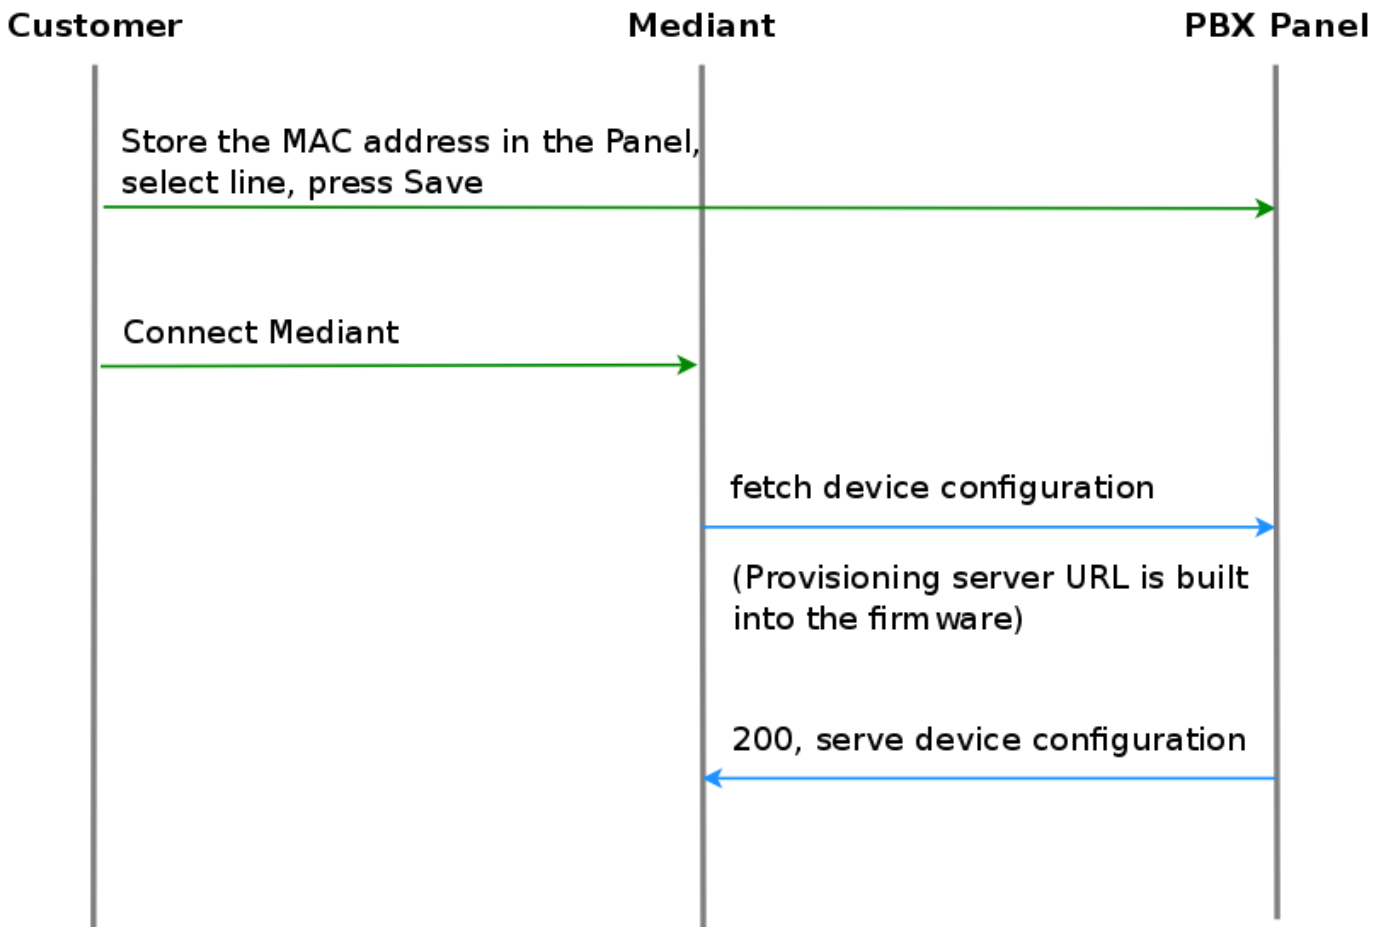 Customer
Mediant
PBX Panel
Store the MAC address in the Panel,
select line, press Save
Connect Mediant
fetch device configuration
(Provisioning server URL is built
into the firmware)
200, serve device configuration